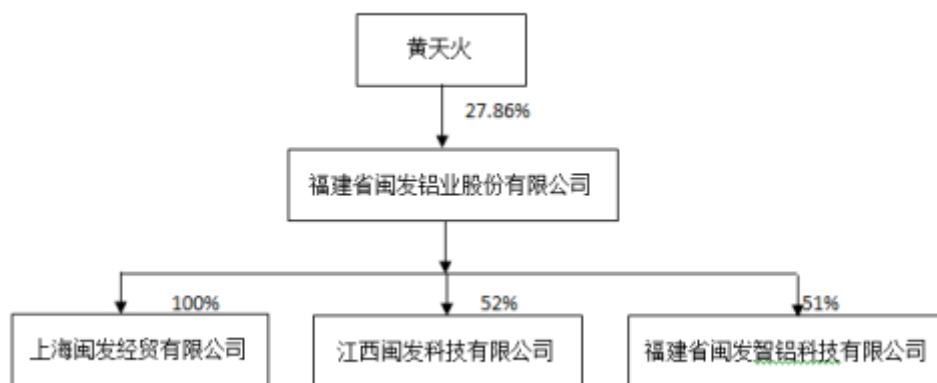 黄天火
27.86%
福建省闽发铝业股份有限公司
100%
52%
51%
上海闽发经贸有限公司
江西闽发科技有限公司
福建省闽发智铝科技有限公司